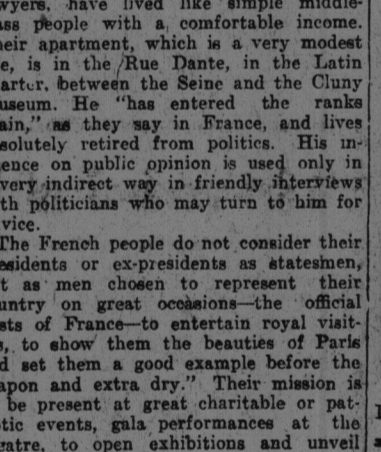 wyers, have lived like simple middle-
ass people with a comfortable income.
eir apartment, which is a very modest
e, is in the Rue Dante, in the Latin
arter, between the Seine and the Cluny
useum. He "has entered the ranks
ain," as they say in France, and lives
solutely retired from politics. His in-
ence on public opinion is used only in
very indirect way in friendly interviews
th politicians who may turn to him for
vice.
The French people do not consider their
esidents or ex-presidents as statesmen,
t as men chosen to represent their
untry on great occasions—the official
sts of France—to entertain royal visit-
s, to show them the beauties of Paris
d set them a good example before the
apon and extra dry." Their mission is
be present at great charitable or pat-
tic events, gala performances at the
eatre, to open exhibitions and unveil